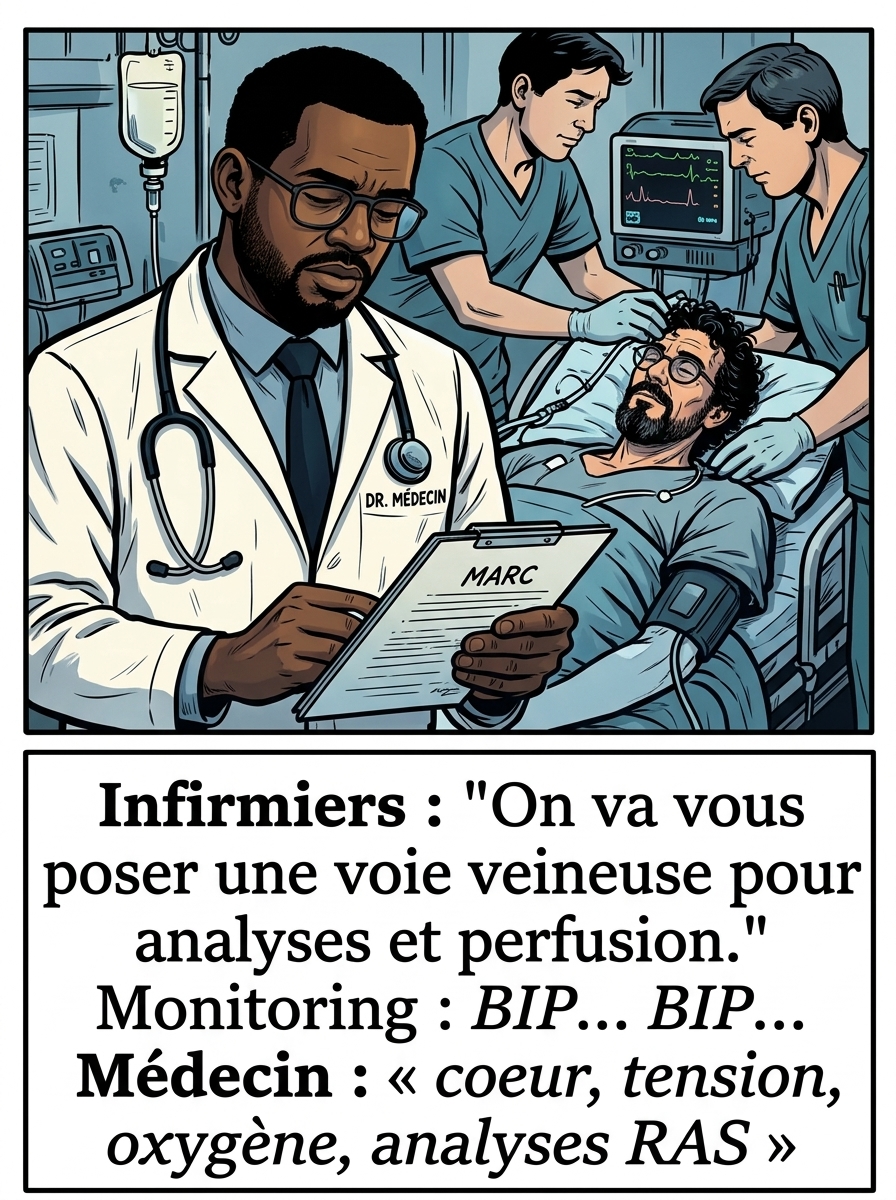 DR. MÉDECIN
MARC
Infirmiers : "On va vous
poser une voie veineuse pour
analyses et perfusion."
Monitoring : BIP... BIP...
Médecin : « coeur, tension,
oxygène, analyses RAS »